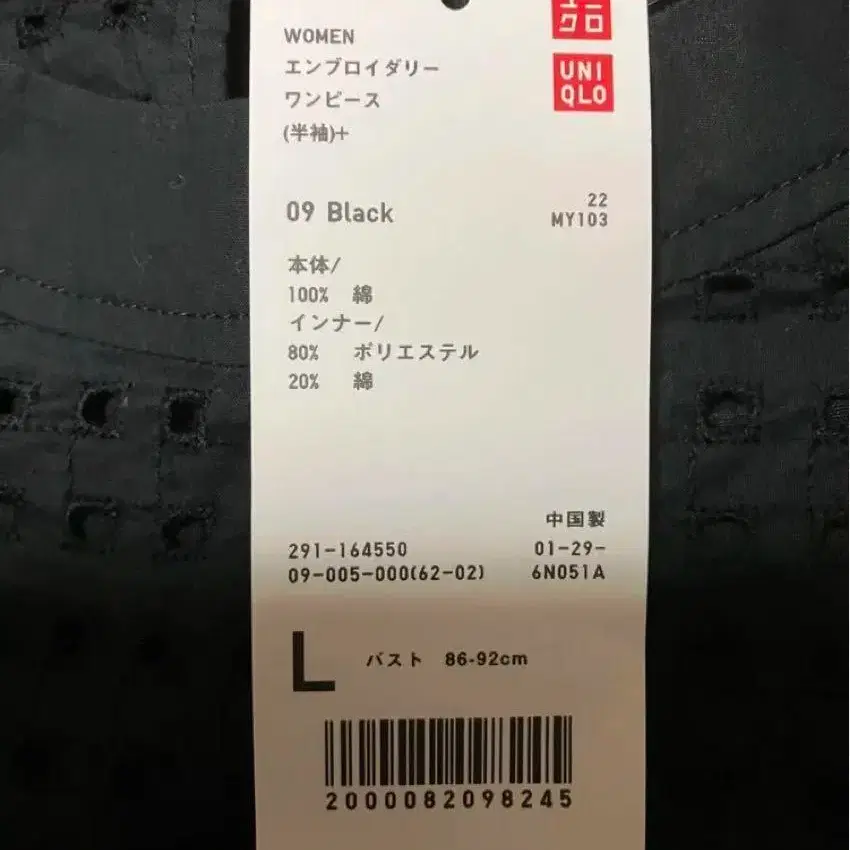 WOMEN
エンブロイダリー
ワンピース
(半袖)+
ユニ
クロ
UNI
QLO
09 Black
22
MY103
本体/
100% 綿
インナー/
80% ポリエステル
20% 綿
中国製
291-164550
01-29-
09-005-000(62-02)
6N051A
L バスト 86-92cm
2000082098245